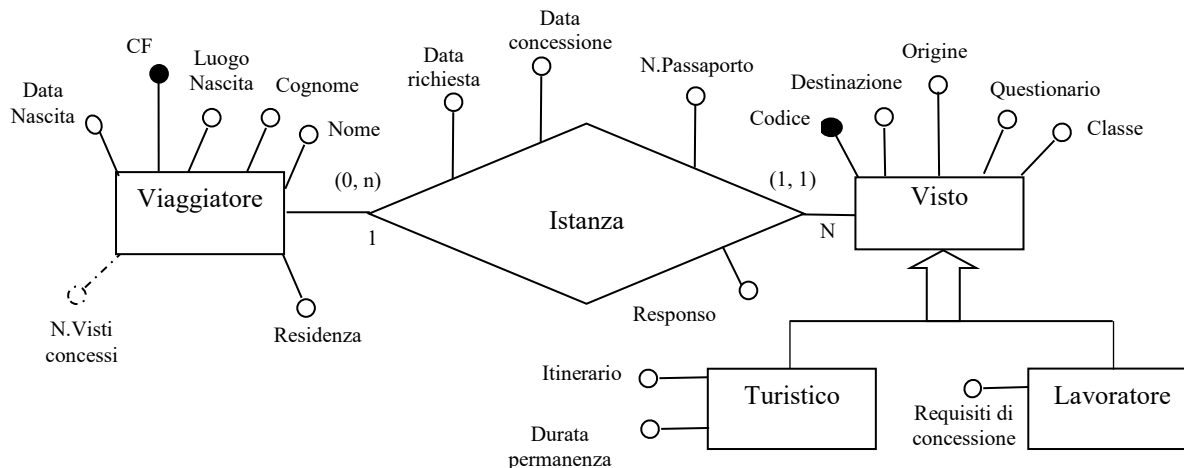 Data
concessione
CF
Luogo
Nascita
Cognome
Data
Nascita
Nome
Data
richiesta
N.Passaporto
Origine
Destinazione
Questionario
Codice
Classe
Viaggiatore
(0, n)
1
Istanza
(1, 1)
N
Visto
N.Visti
concessi
Residenza
Responso
Itinerario
Durata
permanenza
Turistico
Requisiti di
concessione
Lavoratore